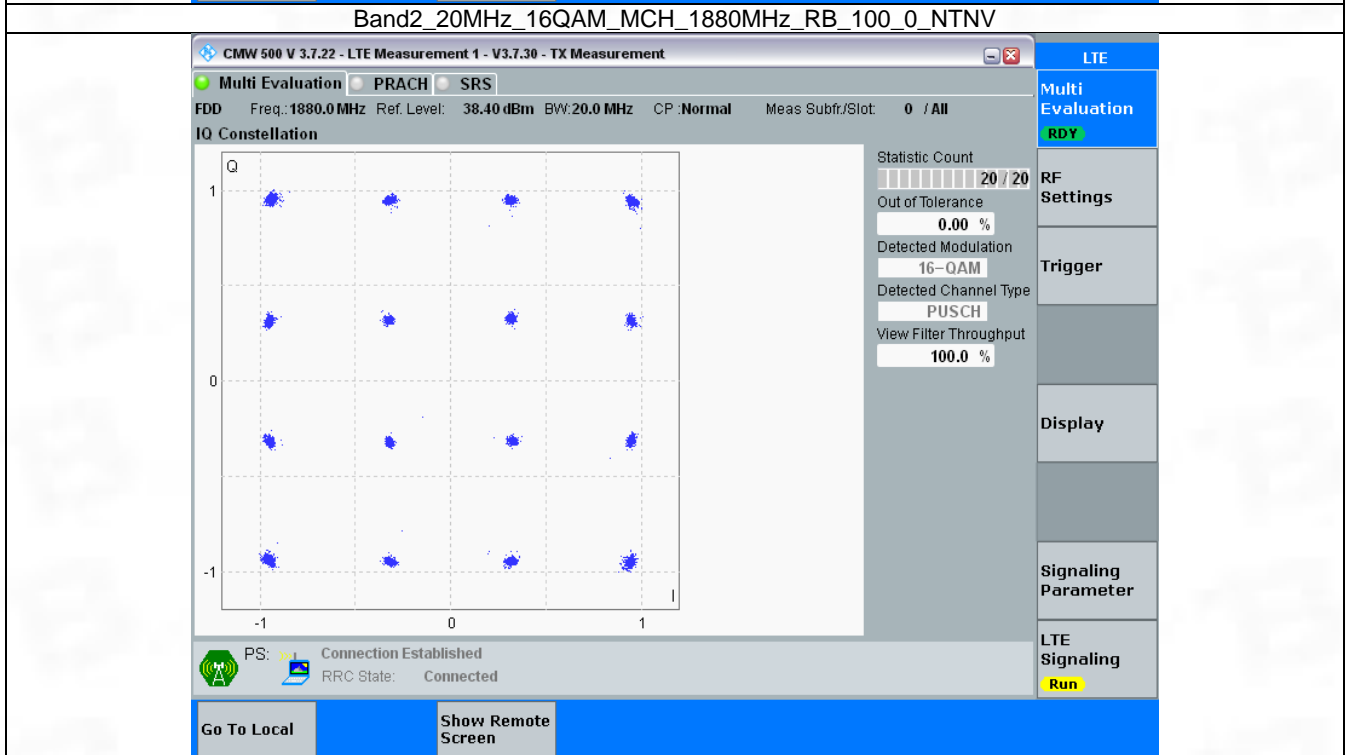 Band2_20MHz_16QAM_MCH_1880MHz_RB_100_0_NTNV
CMW 500 V 3.7.22 - LTE Measurement 1 - V3.7.30 - TX Measurement
LTE
Multi Evaluation
PRACH
SRS
Multi
Evaluation
RDY
FDD Freq.:1880.0 MHz Ref. Level: 38.40 dBm BW:20.0 MHz CP :Normal Meas Subfr./Slot: 0 / All
IQ Constellation
Q
1
0
-1
I
-1 0 1
Statistic Count
20 / 20
Out of Tolerance
0.00 %
Detected Modulation
16-QAM
Detected Channel Type
PUSCH
View Filter Throughput
100.0 %
RF
Settings
Trigger
Display
Signaling
Parameter
LTE
Signaling
Run
PS: Connection Established
RRC State: Connected
Go To Local
Show Remote
Screen